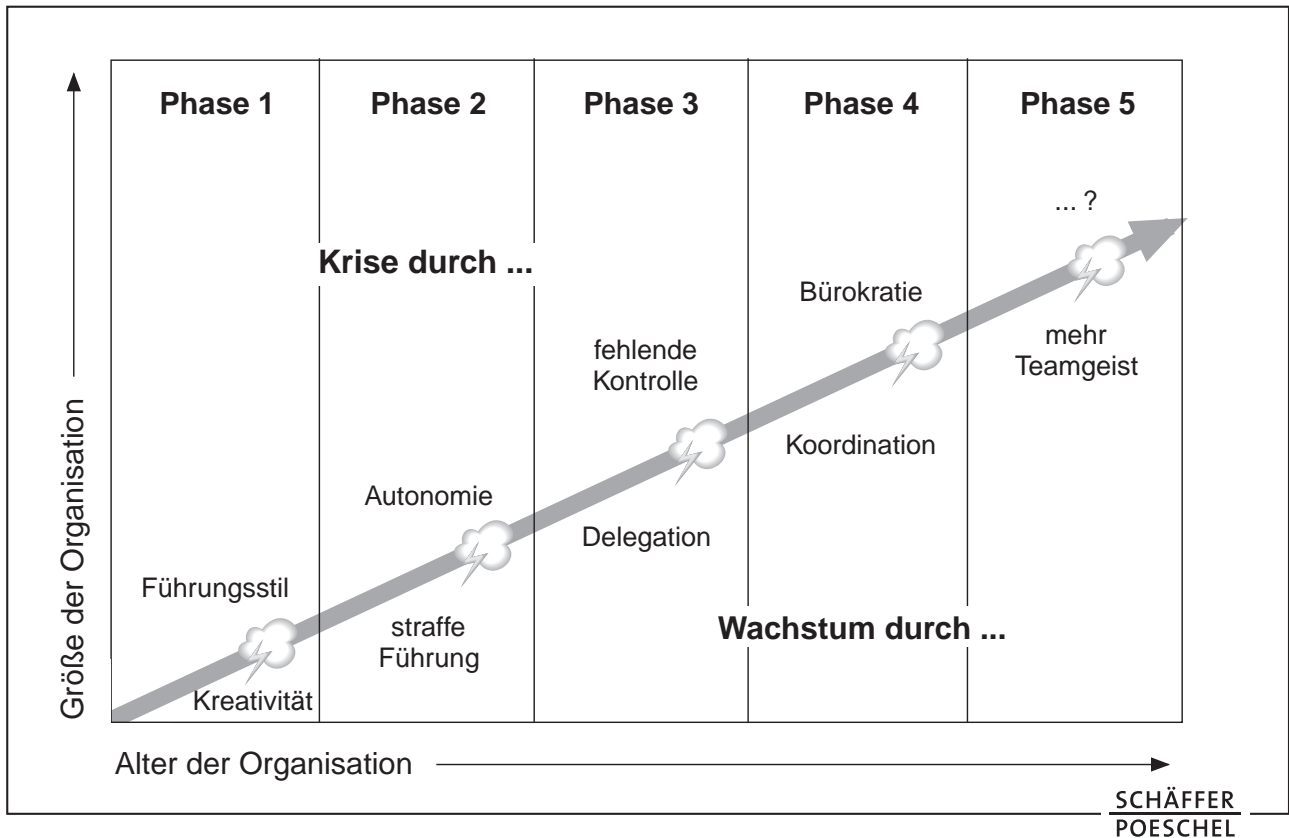 Phase 1
Phase 2
Phase 3
Phase 4
Phase 5
... ?
Krise durch ...
Bürokratie
mehr
Teamgeist
fehlende
Kontrolle
Koordination
Autonomie
Delegation
Führungsstil
straffe
Führung
Wachstum durch ...
Kreativität
Größe der Organisation
Alter der Organisation
SCHÄFFER
POESCHEL